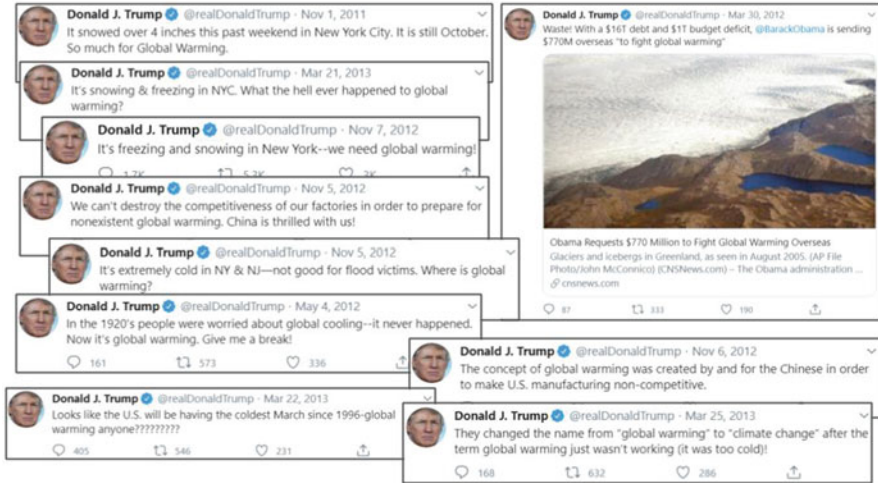 Donald J. Trump @realDonaldTrump · Nov 1, 2011
It snowed over 4 inches this past weekend in New York City. It is still October.
So much for Global Warming.
Donald J. Trump @realDonaldTrump · Mar 21, 2013
It's snowing & freezing in NYC. What the hell ever happened to global
warming?
Donald J. Trump @realDonaldTrump · Nov 7, 2012
It's freezing and snowing in New York--we need global warming!
Donald J. Trump @realDonaldTrump · Nov 5, 2012
We can't destroy the competitiveness of our factories in order to prepare for
nonexistent global warming. China is thrilled with us!
Donald J. Trump @realDonaldTrump · Nov 5, 2012
It's extremely cold in NY & NJ—not good for flood victims. Where is global
warming?
Donald J. Trump @realDonaldTrump · May 4, 2012
In the 1920's people were worried about global cooling--it never happened.
Now it's global warming. Give me a break!
161 573 336
Donald J. Trump @realDonaldTrump · Mar 22, 2013
Looks like the U.S. will be having the coldest March since 1996-global
warming anyone?????????
405 546 231
Donald J. Trump @realDonaldTrump · Mar 30, 2012
Waste! With a $16T debt and $1T budget deficit, @BarackObama is sending
$770M overseas "to fight global warming"
Obama Requests $770 Million to Fight Global Warming Overseas
Glaciers and icebergs in Greenland, as seen in August 2005. (AP File
Photo/John McConnico) (CNSNews.com) – The Obama administration ...
cnsnews.com
87 333 190
Donald J. Trump @realDonaldTrump · Nov 6, 2012
The concept of global warming was created by and for the Chinese in order
to make U.S. manufacturing non-competitive.
Donald J. Trump @realDonaldTrump · Mar 25, 2013
They changed the name from "global warming" to "climate change" after the
term global warming just wasn't working (it was too cold)!
168 632 286